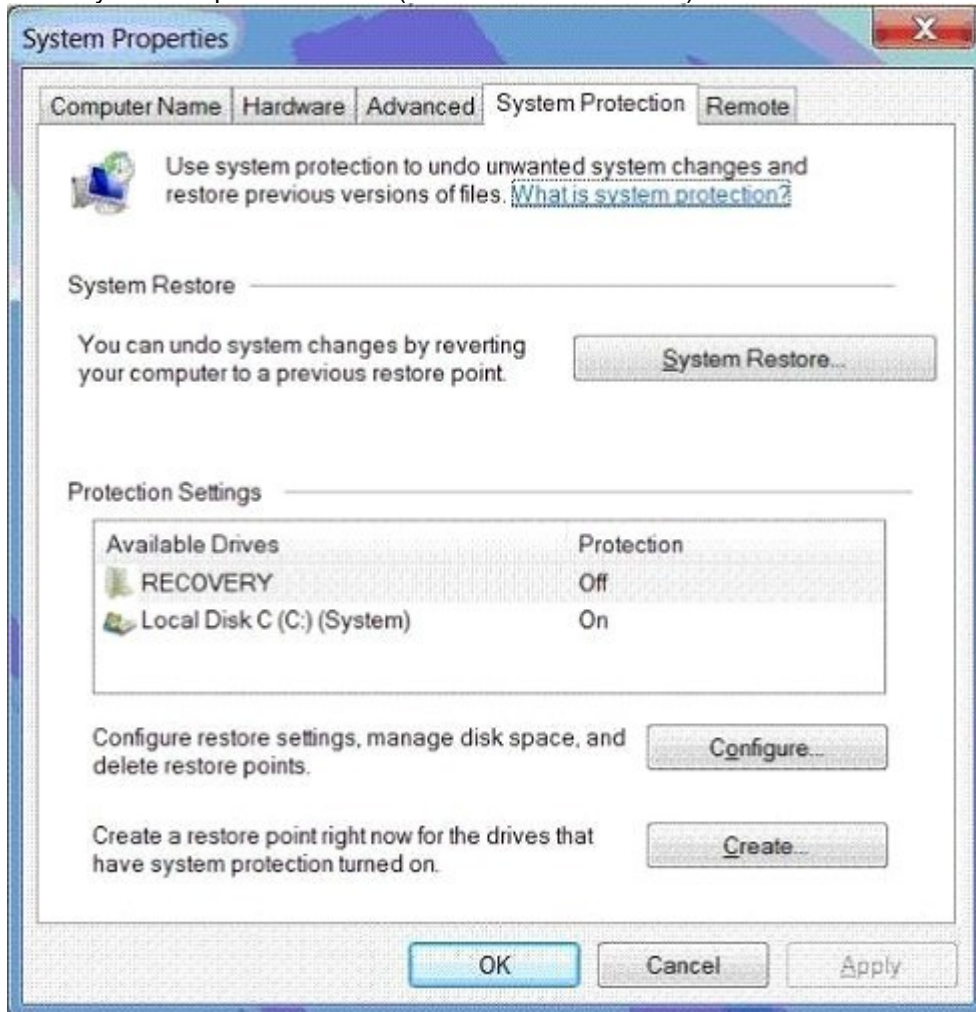 System Properties
X
Computer Name Hardware Advanced System Protection Remote
Use system protection to undo unwanted system changes and
restore previous versions of files. What is system protection?
System Restore
You can undo system changes by reverting
your computer to a previous restore point.
System Restore...
Protection Settings
Available Drives Protection
RECOVERY Off
Local Disk C (C:) (System) On
Configure restore settings, manage disk space, and
delete restore points.
Configure...
Create a restore point right now for the drives that
have system protection turned on.
Create...
OK Cancel Apply